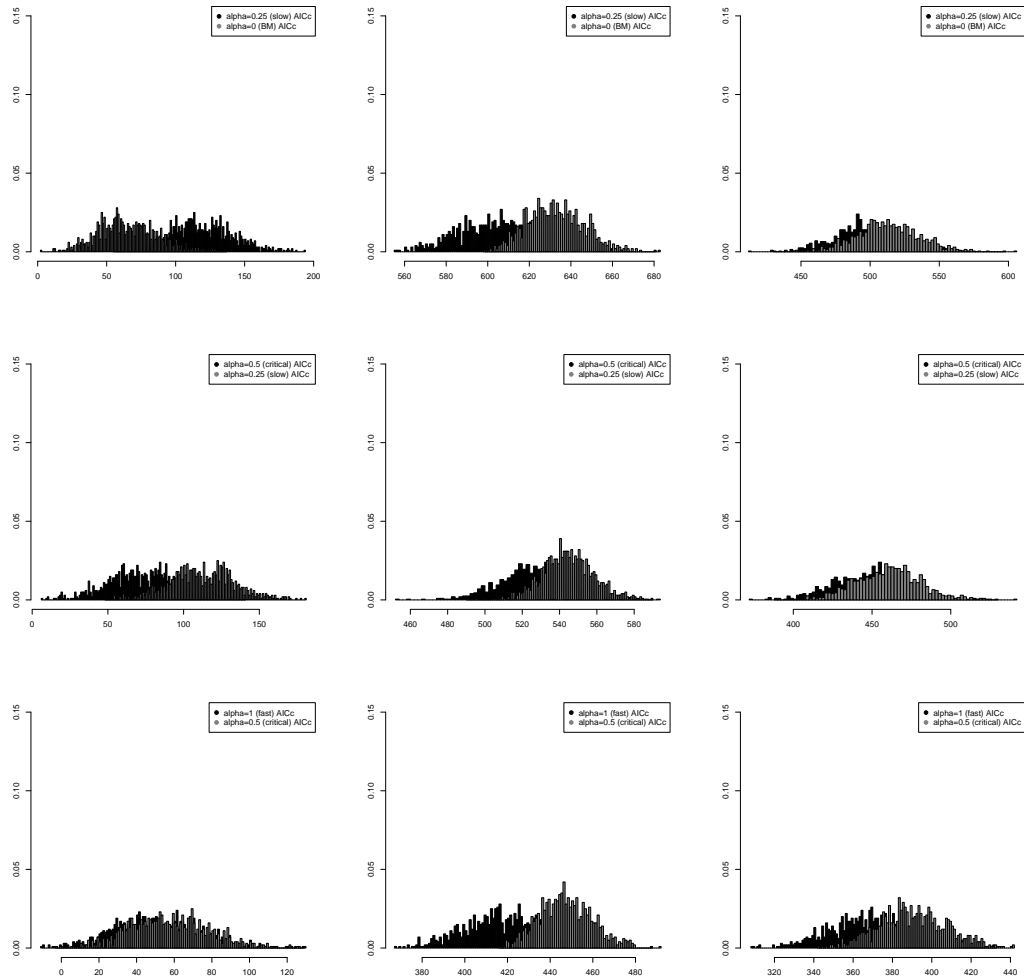 alpha=0.25 (slow) AICc
alpha=0 (BM) AICc
0.15
0.10
0.05
0.00
0 50 100 150 200
alpha=0.25 (slow) AICc
alpha=0 (BM) AICc
0.15
0.10
0.05
0.00
560 580 600 620 640 660 680
alpha=0.25 (slow) AICc
alpha=0 (BM) AICc
0.15
0.10
0.05
0.00
450 500 550 600
alpha=0.5 (critical) AICc
alpha=0.25 (slow) AICc
0.15
0.10
0.05
0.00
0 50 100 150
alpha=0.5 (critical) AICc
alpha=0.25 (slow) AICc
0.15
0.10
0.05
0.00
460 480 500 520 540 560 580
alpha=0.5 (critical) AICc
alpha=0.25 (slow) AICc
0.15
0.10
0.05
0.00
400 450 500
alpha=1 (fast) AICc
alpha=0.5 (critical) AICc
0.15
0.10
0.05
0.00
0 20 40 60 80 100 120
alpha=1 (fast) AICc
alpha=0.5 (critical) AICc
0.15
0.10
0.05
0.00
380 400 420 440 460 480
alpha=1 (fast) AICc
alpha=0.5 (critical) AICc
0.15
0.10
0.05
0.00
320 340 360 380 400 420 440